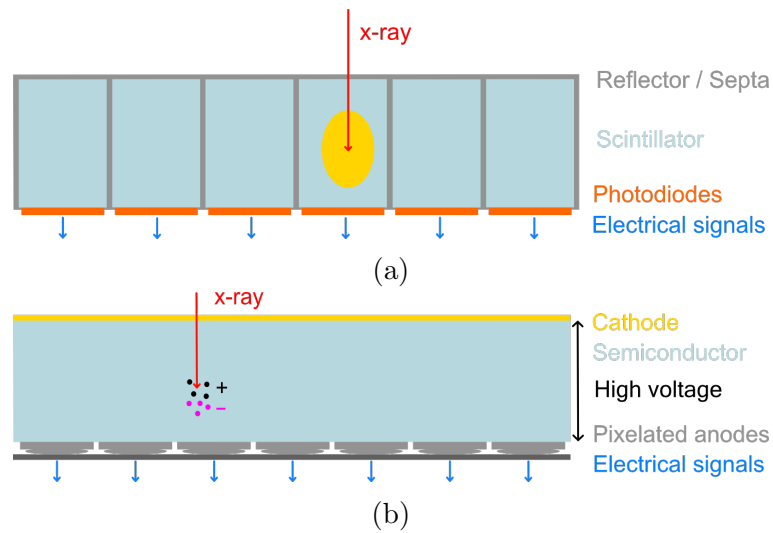 x-ray
Reflector / Septa
Scintillator
Photodiodes
Electrical signals
(a)
x-ray
Cathode
Semiconductor
+
High voltage
−
Pixelated anodes
Electrical signals
(b)